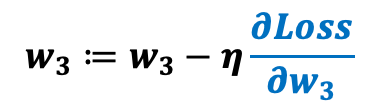 w₃ := w₃ − η ∂Loss/∂w₃